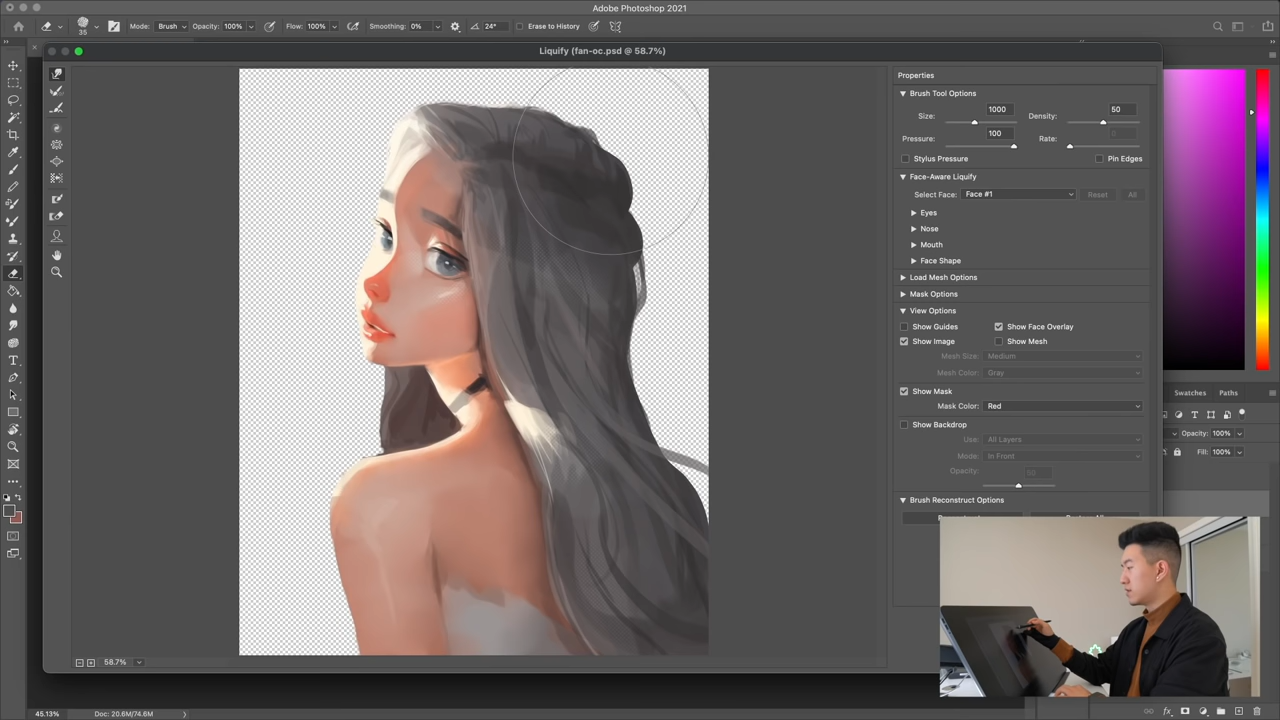 Adobe Photoshop 2021
35
Mode: Brush Opacity: 100% Flow: 100% Smoothing: 0% 24° Erase to History
Liquify (fan-oc.psd @ 58.7%)
Properties
Brush Tool Options
Size: 1000 Density: 50
Pressure: 100 Rate: 0
Stylus Pressure Pin Edges
Face-Aware Liquify
Select Face: Face #1 Reset All
Eyes
Nose
Mouth
Face Shape
Load Mesh Options
Mask Options
View Options
Show Guides Show Face Overlay
Show Image Show Mesh
Mesh Size: Medium
Mesh Color: Gray
Show Mask
Mask Color: Red
Show Backdrop
Use: All Layers
Mode: In Front
Opacity:
Brush Reconstruct Options
Swatches Paths
Opacity: 100%
Fill: 100%
58.7%
45.13% Doc: 20.6M/74.6M